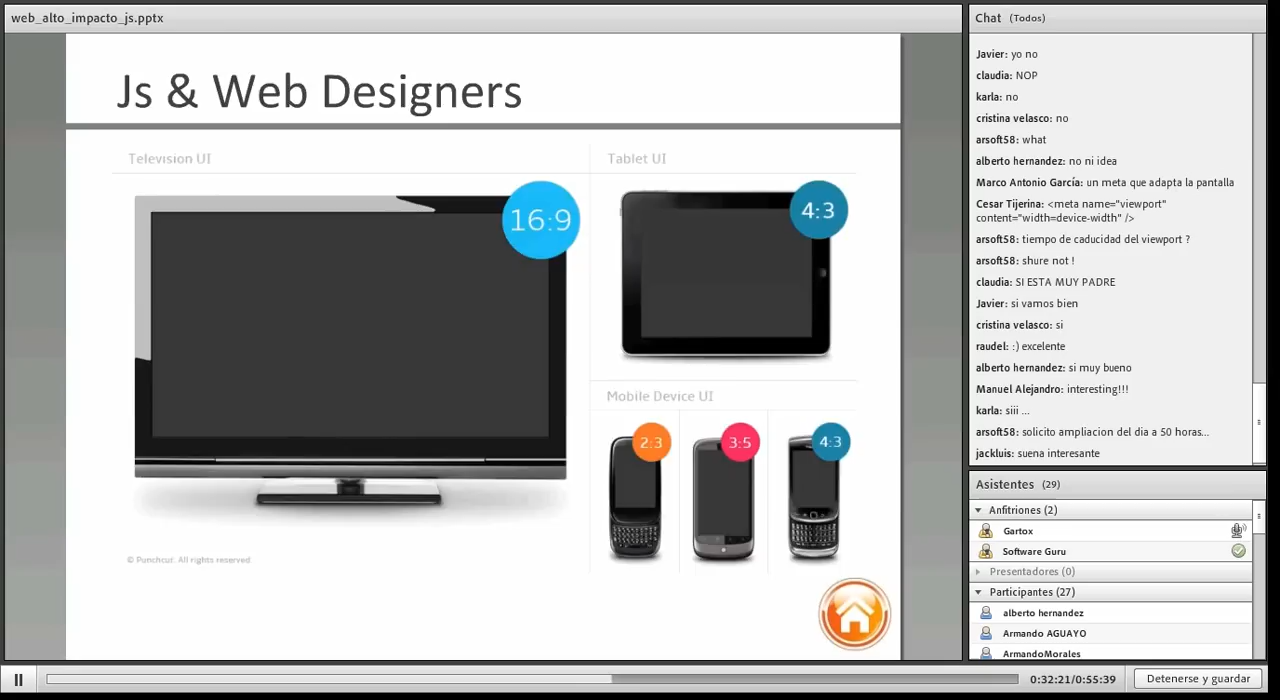 web_alto_impacto_js.pptx
Js & Web Designers
Television UI
16:9
Tablet UI
4:3
Mobile Device UI
2:3
3:5
4:3
© Punchcut. All rights reserved.
Chat (Todos)
Javier: yo no
claudia: NOP
karla: no
cristina velasco: no
arsoft58: what
alberto hernandez: no ni idea
Marco Antonio García: un meta que adapta la pantalla
Cesar Tijerina: <meta name="viewport"
content="width=device-width" />
arsoft58: tiempo de caducidad del viewport ?
arsoft58: shure not !
claudia: SI ESTA MUY PADRE
Javier: si vamos bien
cristina velasco: si
raudel: :) excelente
alberto hernandez: si muy bueno
Manuel Alejandro: interesting!!!
karla: siii ...
arsoft58: solicito ampliacion del dia a 50 horas...
jackluis: suena interesante
Asistentes (29)
Anfitriones (2)
Gartox
Software Guru
Presentadores (0)
Participantes (27)
alberto hernandez
Armando AGUAYO
ArmandoMorales
0:32:21/0:55:39
Detenerse y guardar